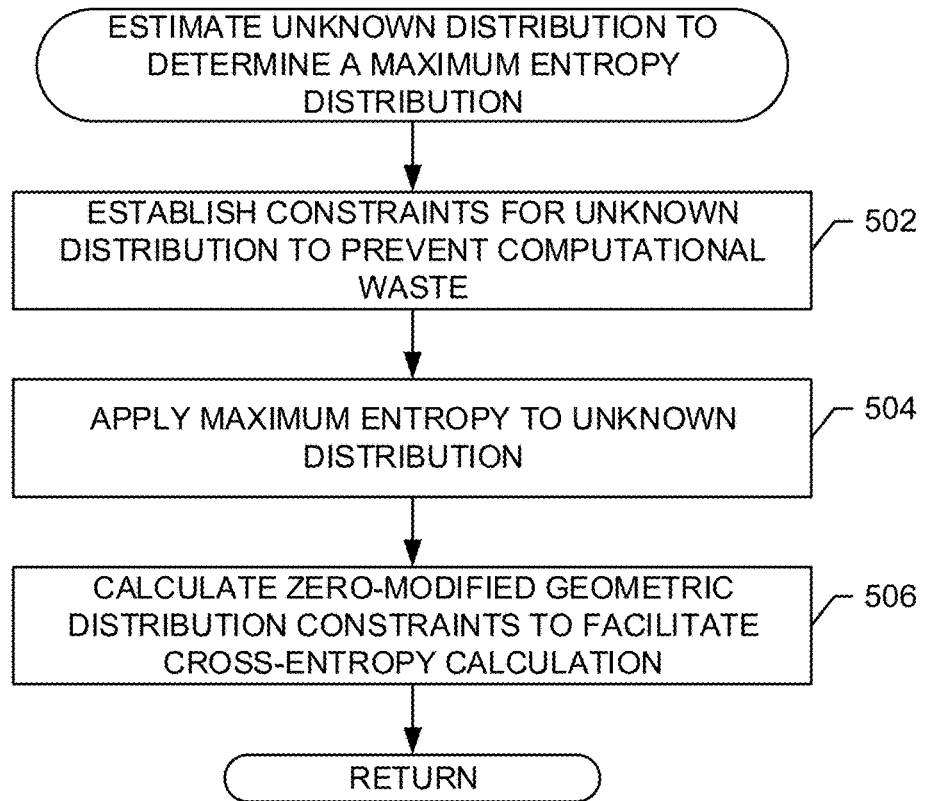 ESTIMATE UNKNOWN DISTRIBUTION TO
DETERMINE A MAXIMUM ENTROPY
DISTRIBUTION
ESTABLISH CONSTRAINTS FOR UNKNOWN
DISTRIBUTION TO PREVENT COMPUTATIONAL
WASTE
502
APPLY MAXIMUM ENTROPY TO UNKNOWN
DISTRIBUTION
504
CALCULATE ZERO-MODIFIED GEOMETRIC
DISTRIBUTION CONSTRAINTS TO FACILITATE
CROSS-ENTROPY CALCULATION
506
RETURN